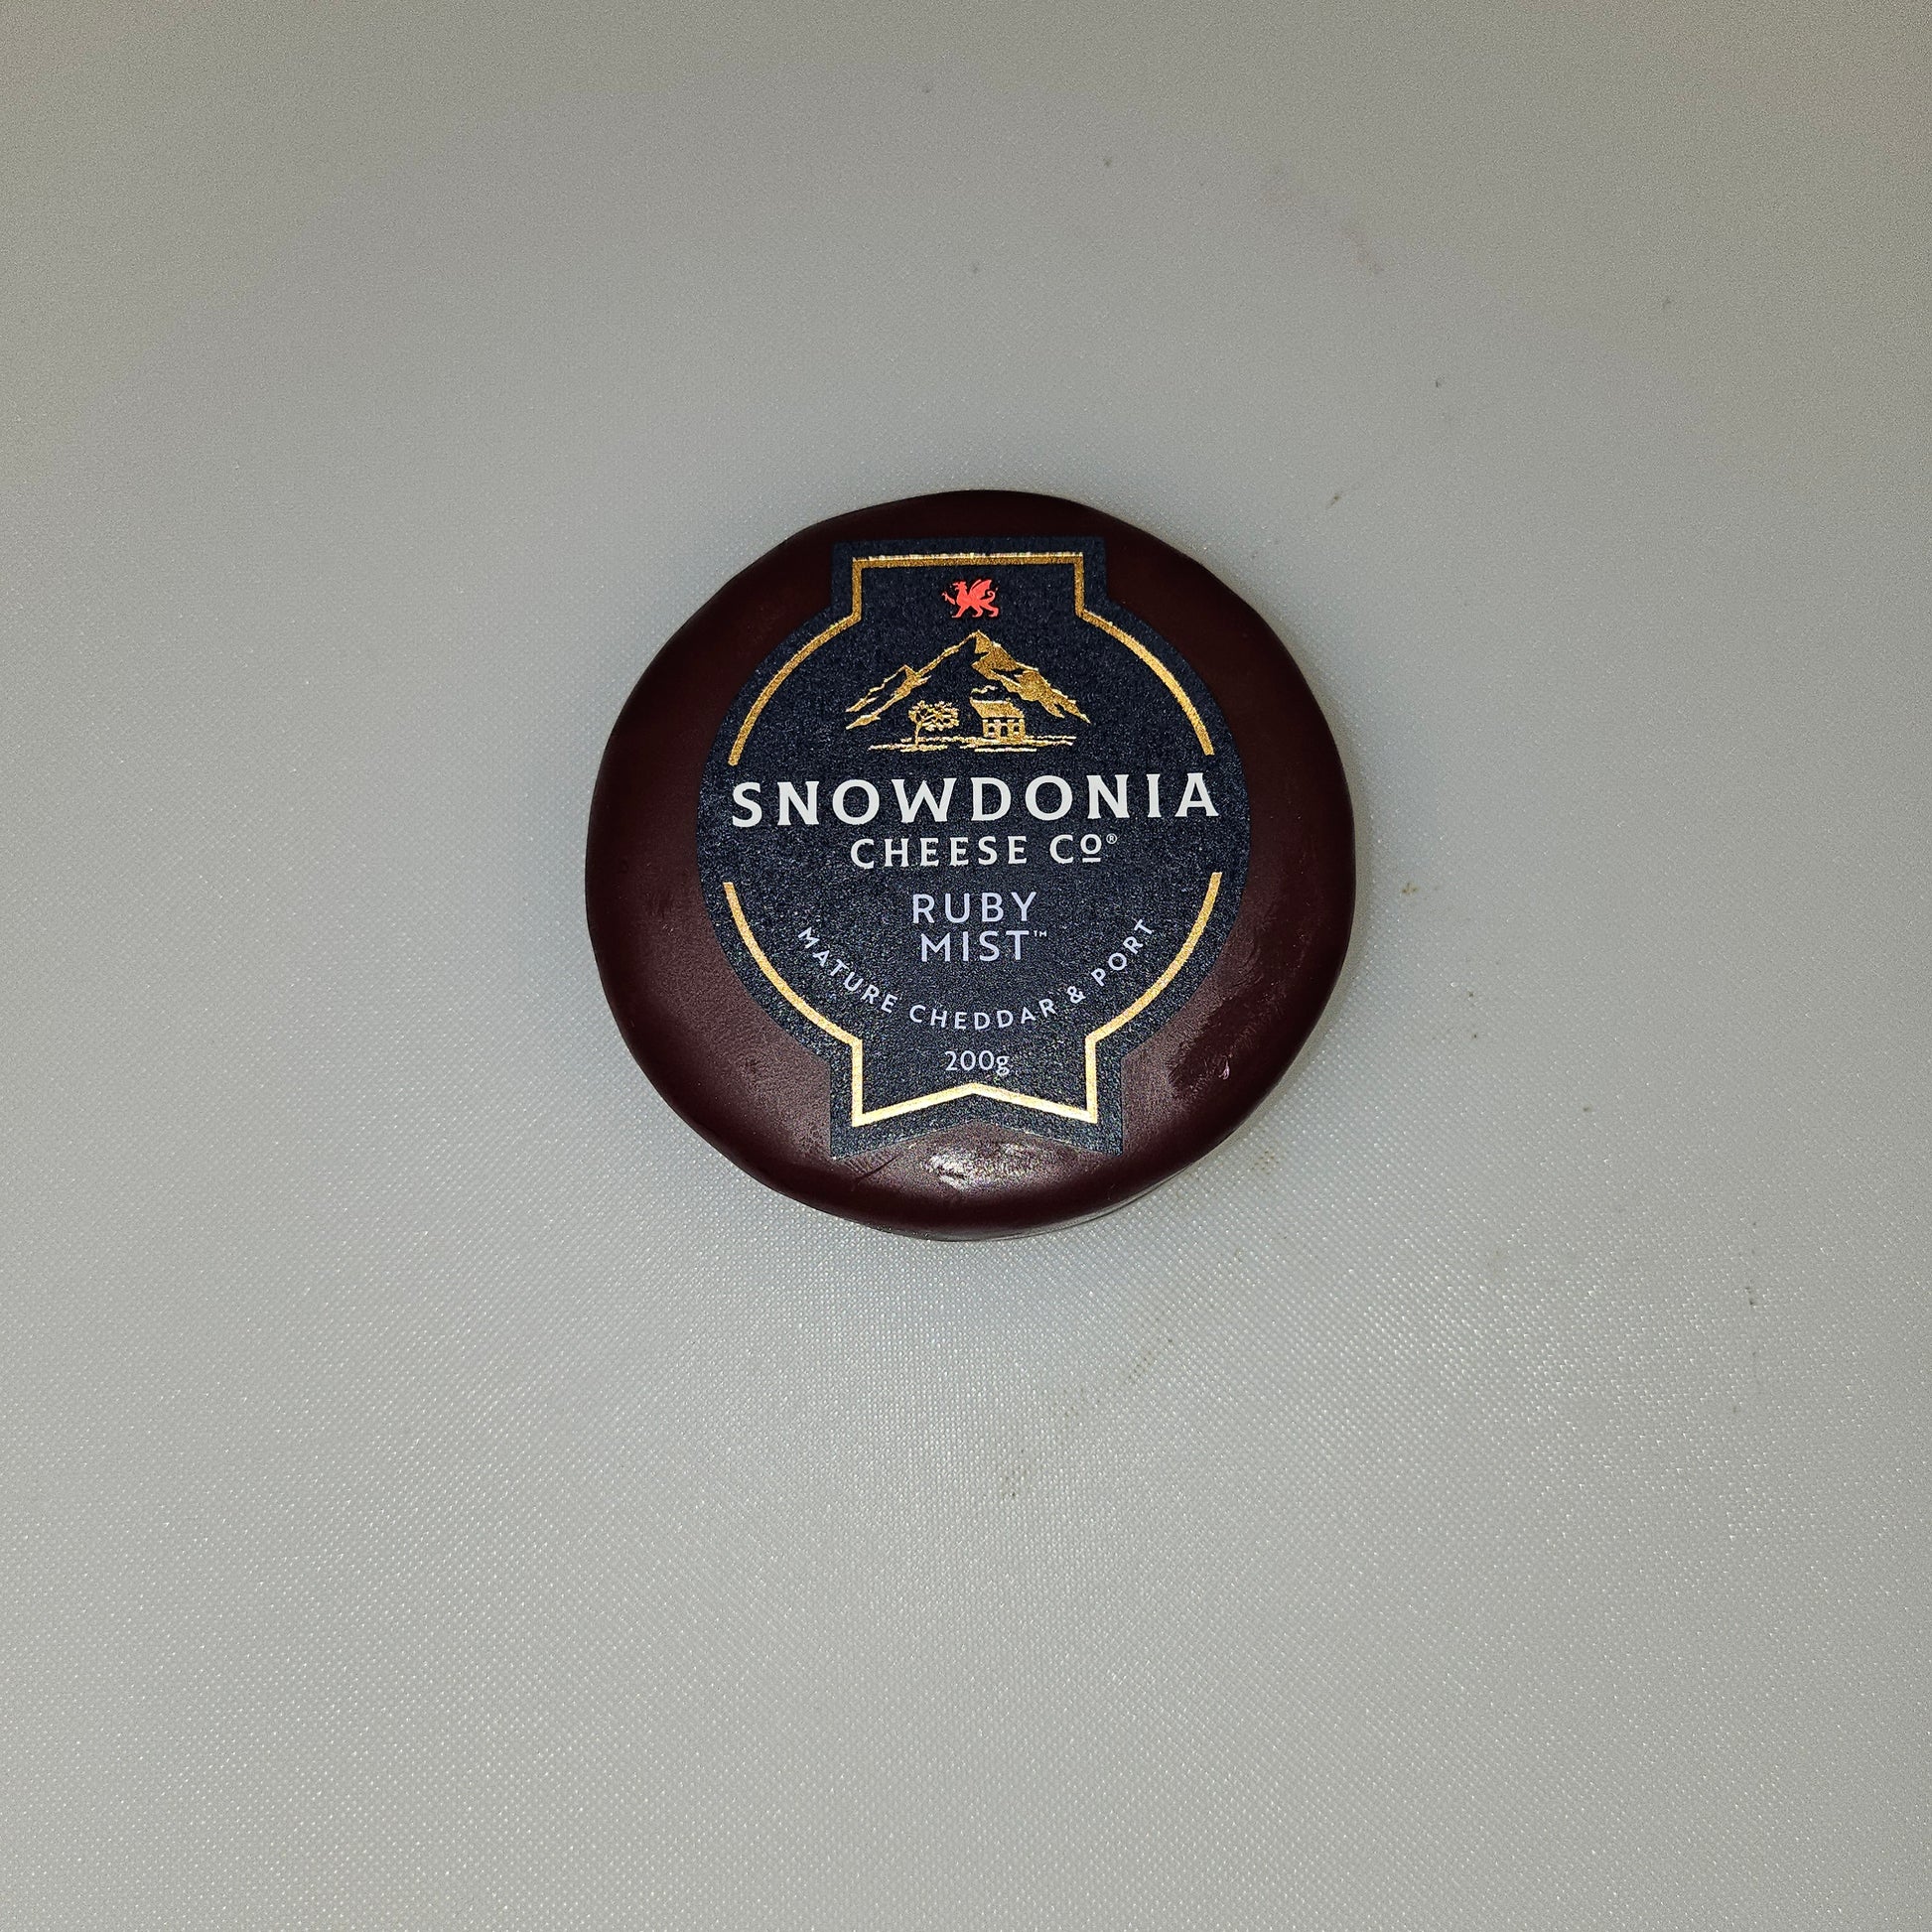 SNOWDONIA
CHEESE Cº®
RUBY
MIST™
MATURE CHEDDAR & PORT
200g